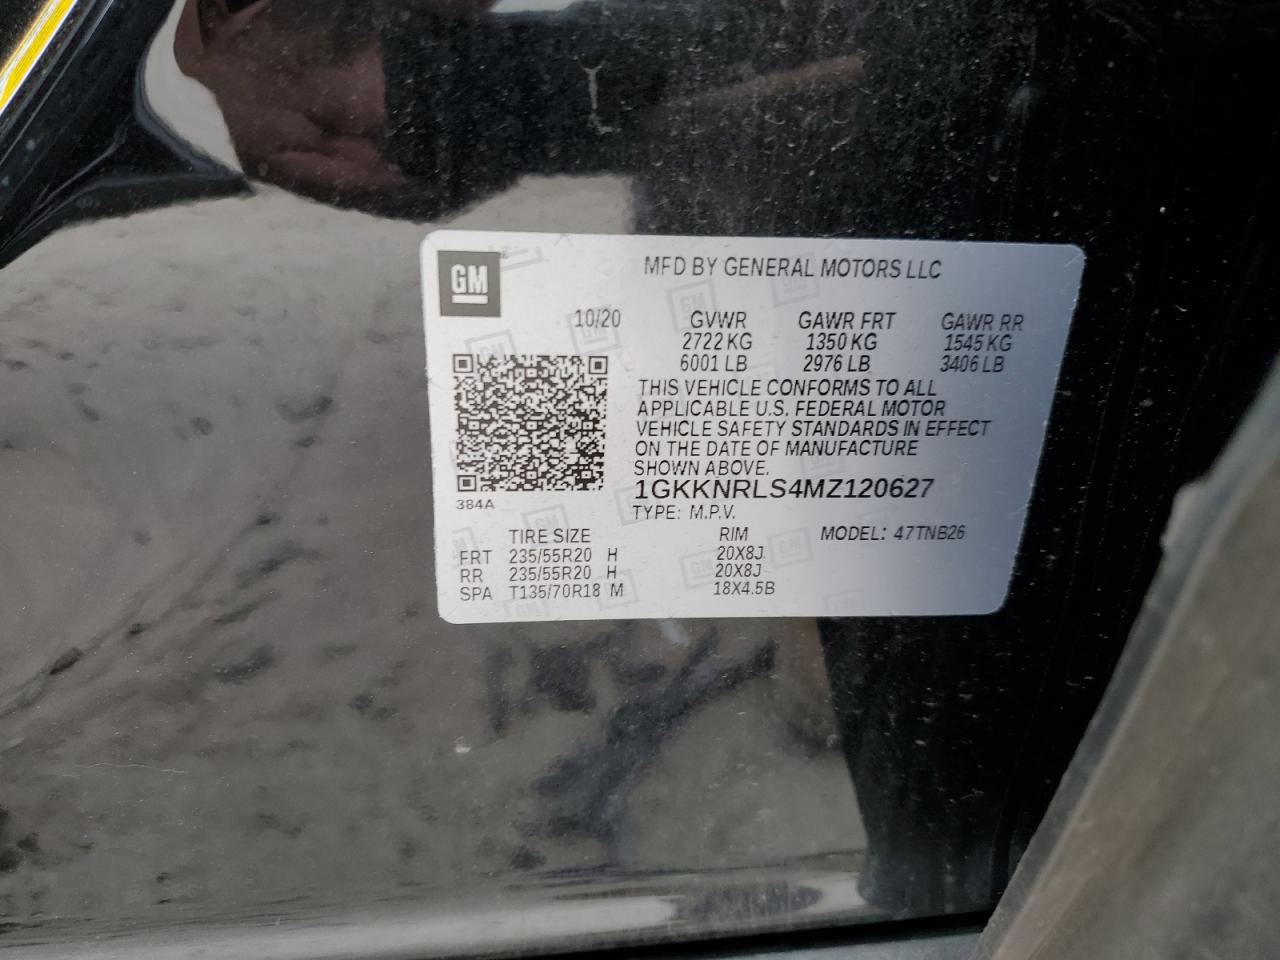 GM
MFD BY GENERAL MOTORS LLC
10/20 GVWR GAWR FRT GAWR RR
2722 KG 1350 KG 1545 KG
6001 LB 2976 LB 3406 LB
THIS VEHICLE CONFORMS TO ALL
APPLICABLE U.S. FEDERAL MOTOR
VEHICLE SAFETY STANDARDS IN EFFECT
ON THE DATE OF MANUFACTURE
SHOWN ABOVE.
1GKKNRLS4MZ120627
384A
TYPE: M.P.V.
TIRE SIZE RIM MODEL: 47TNB26
FRT 235/55R20 H 20X8J
RR 235/55R20 H 20X8J
SPA T135/70R18 M 18X4.5B